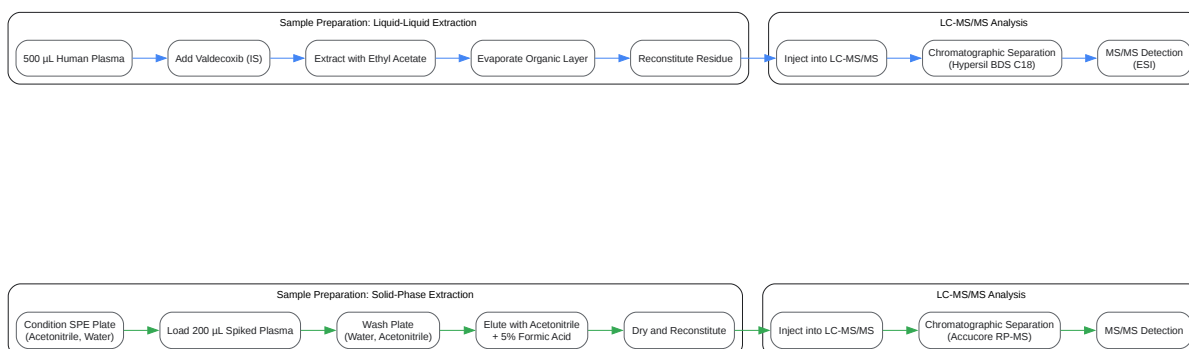 Sample Preparation: Liquid-Liquid Extraction
500 µL Human Plasma
Add Valdecoxib (IS)
Extract with Ethyl Acetate
Evaporate Organic Layer
Reconstitute Residue
LC-MS/MS Analysis
Inject into LC-MS/MS
Chromatographic Separation
(Hypersil BDS C18)
MS/MS Detection
(ESI)
Sample Preparation: Solid-Phase Extraction
Condition SPE Plate
(Acetonitrile, Water)
Load 200 µL Spiked Plasma
Wash Plate
(Water, Acetonitrile)
Elute with Acetonitrile
+ 5% Formic Acid
Dry and Reconstitute
LC-MS/MS Analysis
Inject into LC-MS/MS
Chromatographic Separation
(Accucore RP-MS)
MS/MS Detection